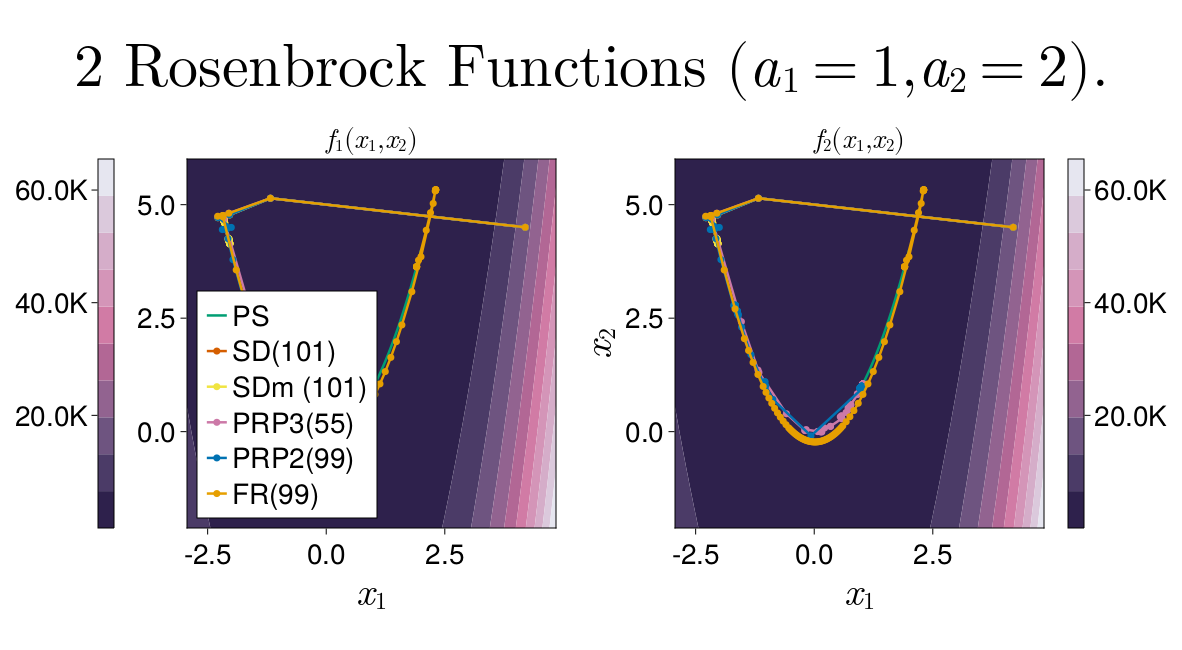 2 Rosenbrock Functions (a₁ = 1, a₂ = 2).
f₁(x₁,x₂)
f₂(x₁,x₂)
60.0K
40.0K
20.0K
5.0
2.5
0.0
PS
SD(101)
SDm (101)
PRP3(55)
PRP2(99)
FR(99)
-2.5 0.0 2.5
x₁
x₂
5.0
2.5
0.0
-2.5 0.0 2.5
x₁
60.0K
40.0K
20.0K